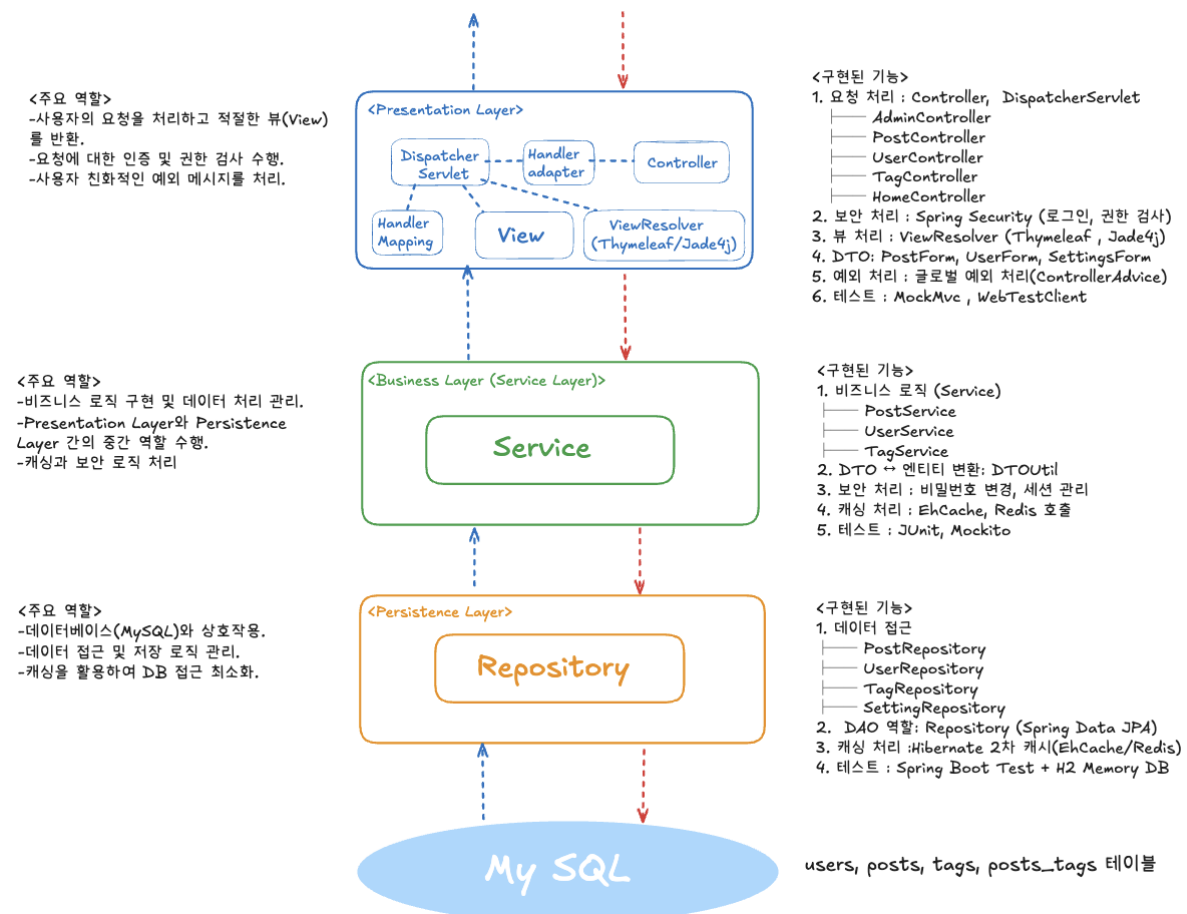 <주요 역할>
-사용자의 요청을 처리하고 적절한 뷰(View)
를 반환.
-요청에 대한 인증 및 권한 검사 수행.
-사용자 친화적인 예외 메시지를 처리.
<Presentation Layer>
Dispatcher
Servlet
Handler
adapter
Controller
Handler
Mapping
View
ViewResolver
(Thymeleaf/Jade4j)
<구현된 기능>
1. 요청 처리 : Controller, DispatcherServlet
├── AdminController
├── PostController
├── UserController
├── TagController
├── HomeController
2. 보안 처리 : Spring Security (로그인, 권한 검사)
3. 뷰 처리 : ViewResolver (Thymeleaf , Jade4j)
4. DTO: PostForm, UserForm, SettingsForm
5. 예외 처리 : 글로벌 예외 처리(ControllerAdvice)
6. 테스트 : MockMvc , WebTestClient
<주요 역할>
-비즈니스 로직 구현 및 데이터 처리 관리.
-Presentation Layer와 Persistence
Layer 간의 중간 역할 수행.
-캐싱과 보안 로직 처리
<Business Layer (Service Layer)>
Service
<구현된 기능>
1. 비즈니스 로직 (Service)
├── PostService
├── UserService
├── TagService
2. DTO ↔ 엔티티 변환: DTOUtil
3. 보안 처리 : 비밀번호 변경, 세션 관리
4. 캐싱 처리 : EhCache, Redis 호출
5. 테스트 : JUnit, Mockito
<주요 역할>
-데이터베이스(MySQL)와 상호작용.
-데이터 접근 및 저장 로직 관리.
-캐싱을 활용하여 DB 접근 최소화.
<Persistence Layer>
Repository
<구현된 기능>
1. 데이터 접근
├── PostRepository
├── UserRepository
├── TagRepository
├── SettingRepository
2. DAO 역할: Repository (Spring Data JPA)
3. 캐싱 처리 :Hibernate 2차 캐시(EhCache/Redis)
4. 테스트 : Spring Boot Test + H2 Memory DB
My SQL
users, posts, tags, posts_tags 테이블